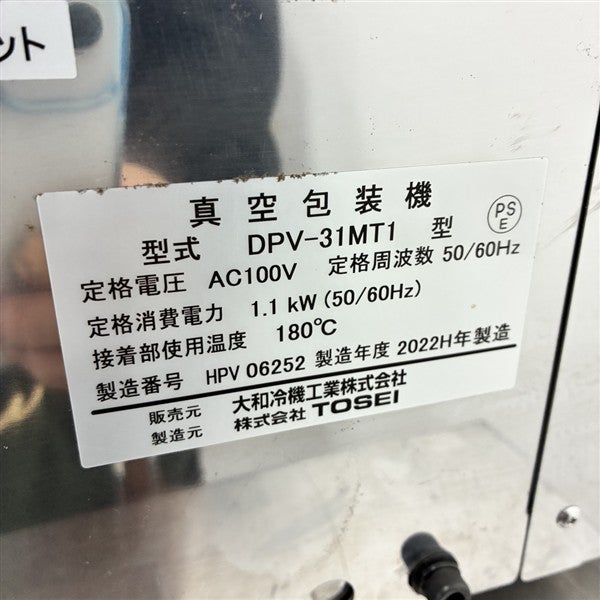 ント
真空包装機
型式 DPV-31MT1 型
PS
E
定格電圧 AC100V 定格周波数 50/60Hz
定格消費電力 1.1 kW (50/60Hz)
接着部使用温度 180℃
製造番号 HPV 06252 製造年度 2022H年製造
販売元 大和冷機工業株式会社
製造元 株式会社 TOSEI